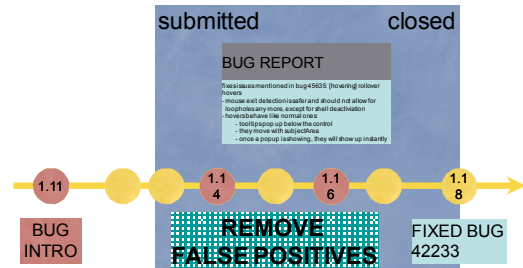 submitted closed
BUG REPORT
fixes issues mentioned in bug 45635: [hovering] rollover
hovers
- mouse exit detection is safer and should not allow for
loopholes any more, except for shell deactiviation
- hovers behave like normal ones:
- tooltips pop up below the control
- they move with subjectArea
- once a popup is showing, they will show up instantly
1.11
1.1
4
1.1
6
1.1
8
BUG
INTRO
REMOVE
FALSE POSITIVES
FIXED BUG
42233